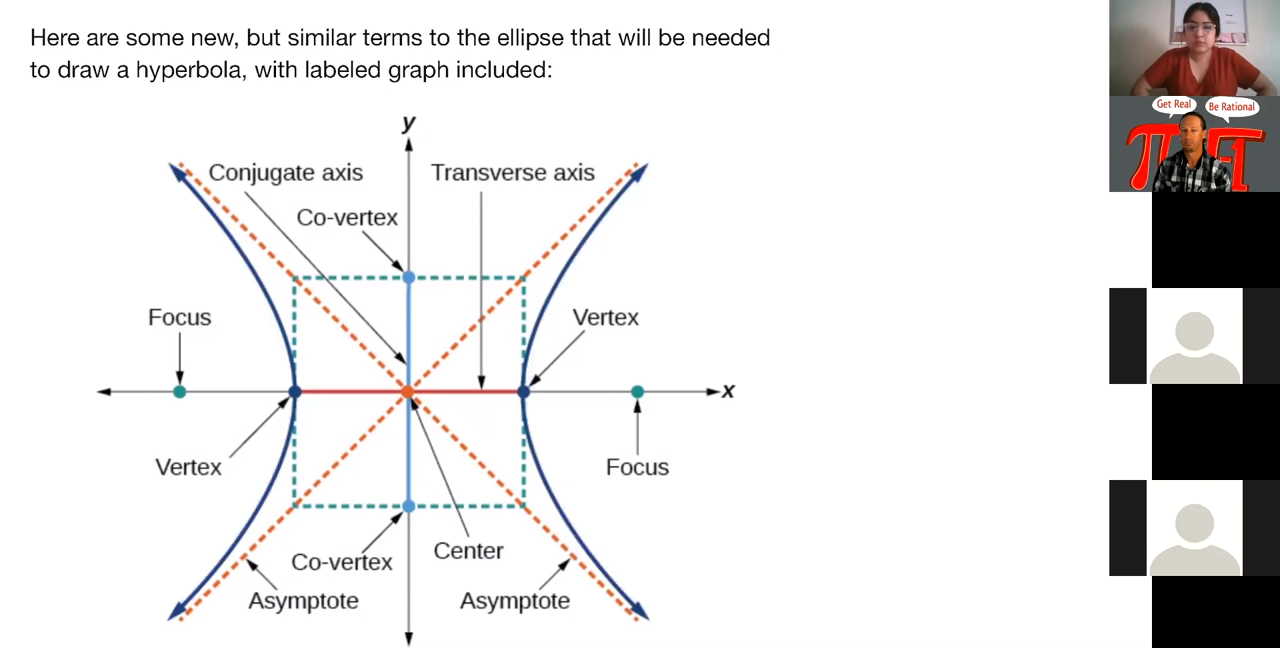 Here are some new, but similar terms to the ellipse that will be needed
to draw a hyperbola, with labeled graph included:
Get Real
Be Rational
y
Conjugate axis
Transverse axis
Co-vertex
Focus
Vertex
x
Vertex
Focus
Co-vertex
Center
Asymptote
Asymptote